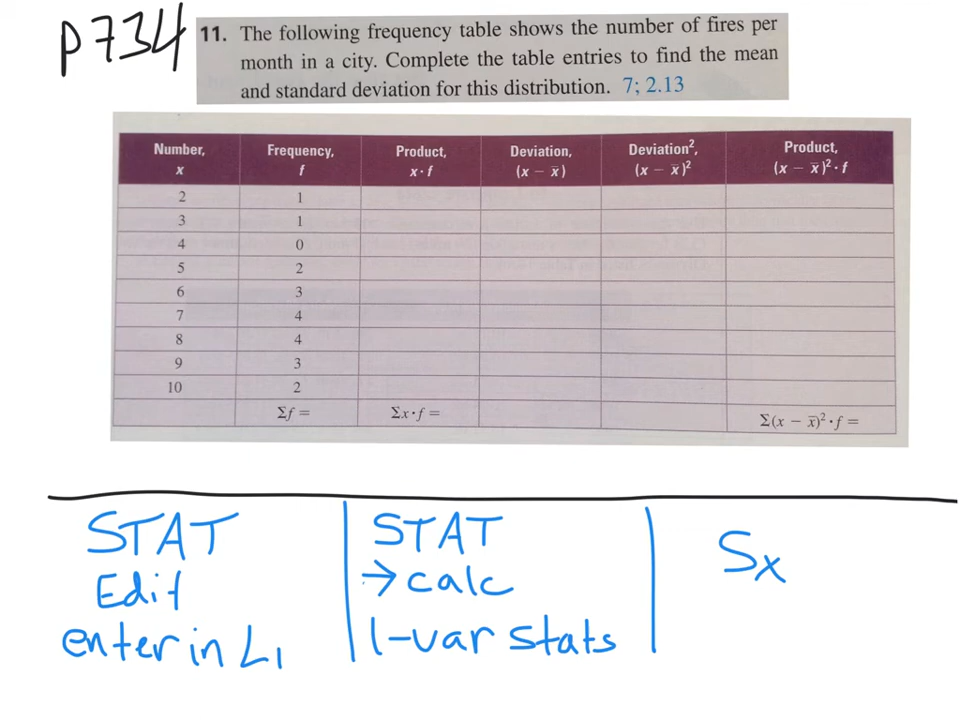 p734
11. The following frequency table shows the number of fires per
month in a city. Complete the table entries to find the mean
and standard deviation for this distribution. 7; 2.13
Number, Frequency, Product, Deviation, Deviation², Product,
x f x · f (x − x̄) (x − x̄)² (x − x̄)² · f
2 1
3 1
4 0
5 2
6 3
7 4
8 4
9 3
10 2
Σf = Σx · f = Σ(x − x̄)² · f =
STAT STAT Sx
Edit → calc
enter in L1 1-var stats